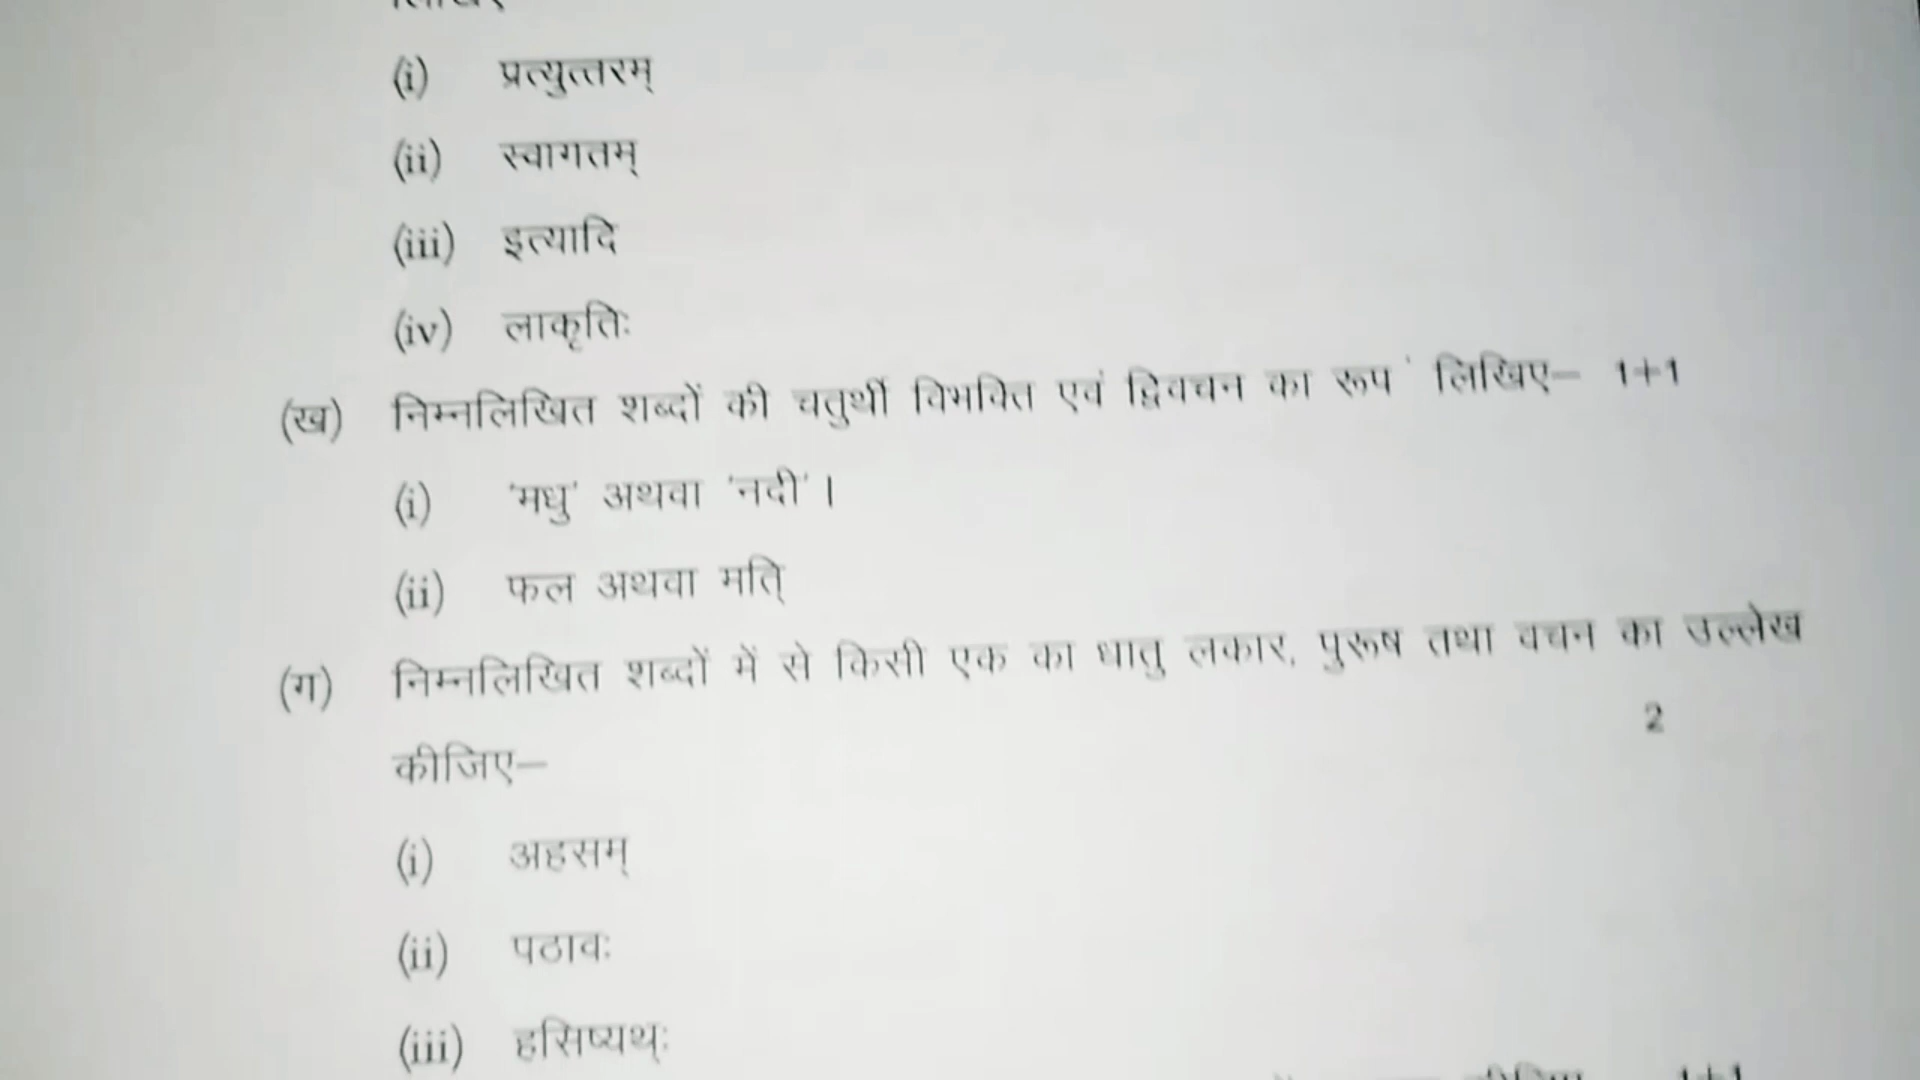 (i) प्रत्युत्तरम्
(ii) स्वागतम्
(iii) इत्यादि
(iv) लाकृतिः
(ख) निम्नलिखित शब्दों की चतुर्थी विभक्ति एवं द्विवचन का रूप लिखिए– 1+1
(i) 'मधु' अथवा 'नदी'।
(ii) फल अथवा मति्
(ग) निम्नलिखित शब्दों में से किसी एक का धातु लकार, पुरूष तथा वचन का उल्लेख
2
कीजिए–
(i) अहसम्
(ii) पठावः
(iii) हसिष्यथ्ः